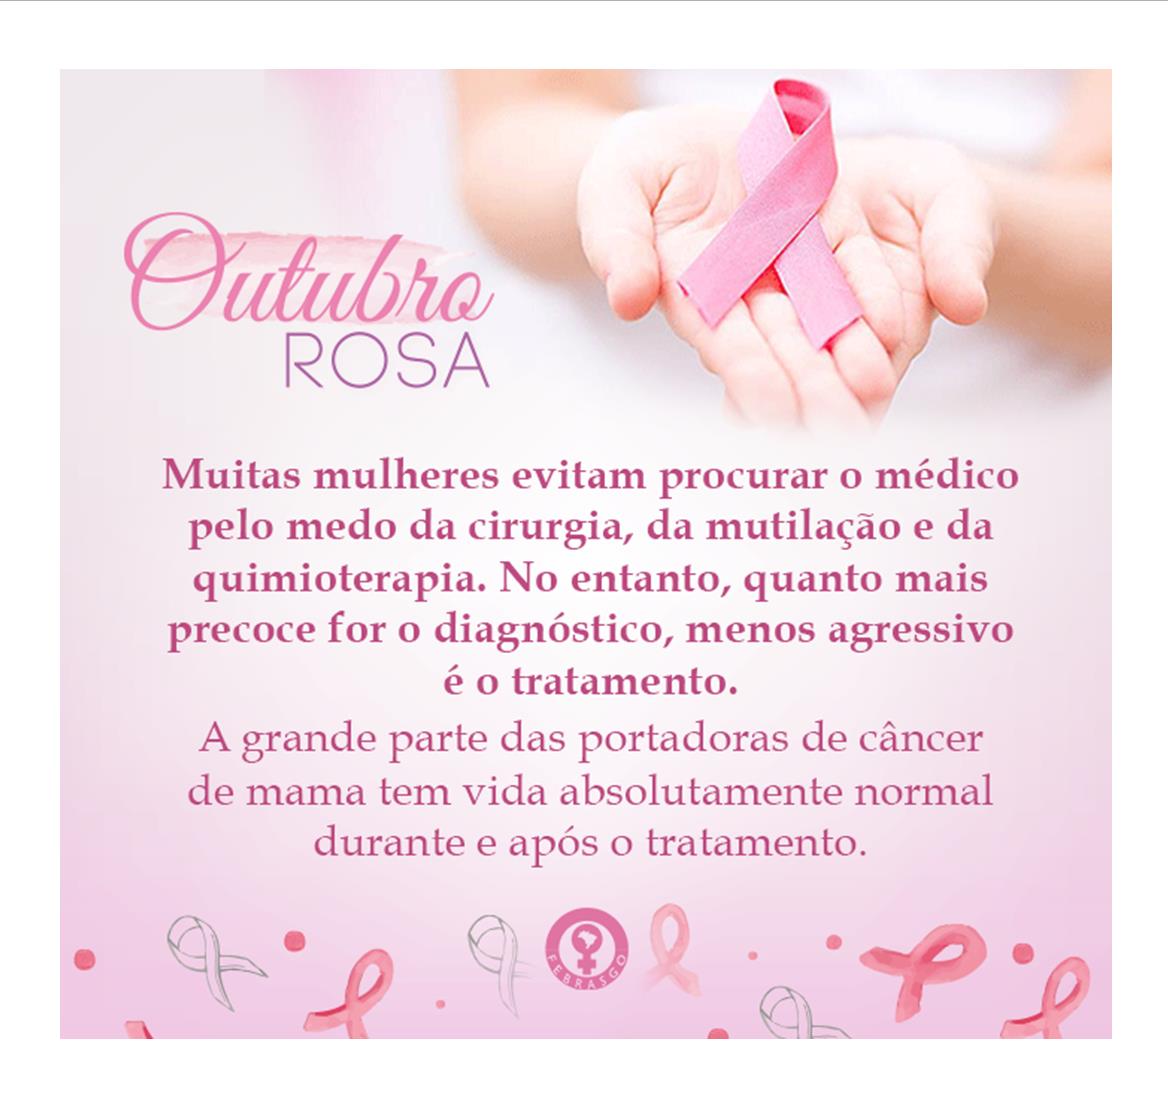 Outubro
ROSA
Muitas mulheres evitam procurar o médico
pelo medo da cirurgia, da mutilação e da
quimioterapia. No entanto, quanto mais
precoce for o diagnóstico, menos agressivo
é o tratamento.
A grande parte das portadoras de câncer
de mama tem vida absolutamente normal
durante e após o tratamento.
FEBRASGO